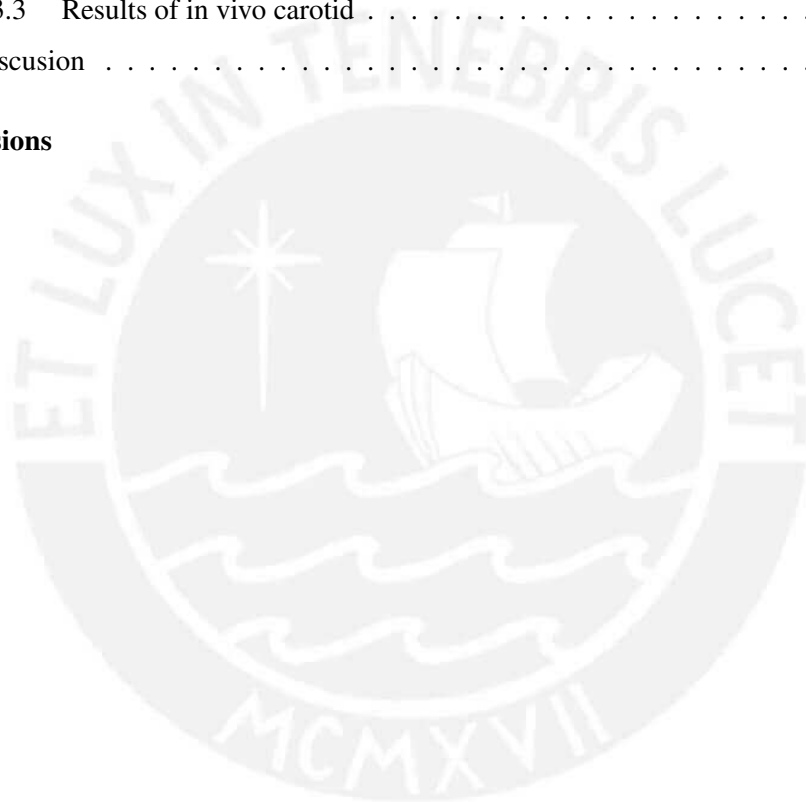 3.3 Results of in vivo carotid . . . . . . . . . . . . . . . . . . . . .
scusion . . . . . . . . . . . . . . . . . . . . . . . . . . . . . . . . .
sions
ET LUX IN TENEBRIS LUCET
MCMXVII